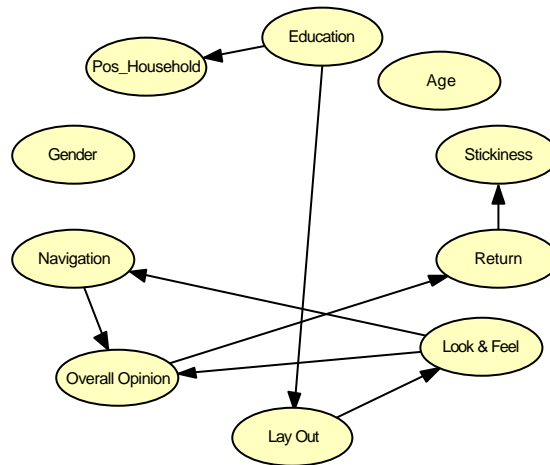 Education
Pos_Household
Age
Gender
Stickiness
Navigation
Return
Look & Feel
Overall Opinion
Lay Out